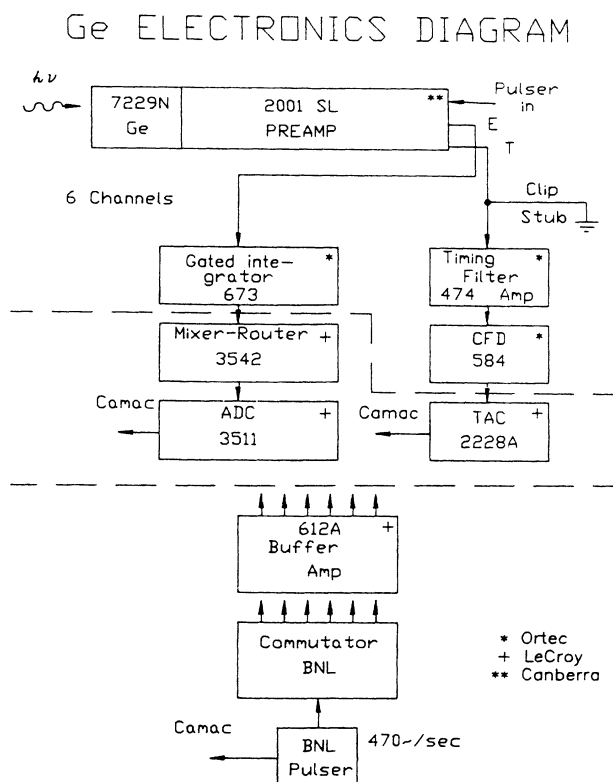 Ge ELECTRONICS DIAGRAM
hν
7229N
Ge
2001 SL
PREAMP
**
Pulser
in
E
T
6 Channels
Clip
Stub
Gated inte-
grator
673
*
Timing
Filter
474 Amp
*
Mixer-Router
3542
+
CFD
584
*
Camac
ADC
3511
+
Camac
TAC
2228A
+
612A
Buffer
Amp
+
Commutator
BNL
* Ortec
+ LeCroy
** Canberra
Camac
BNL
Pulser
470~/sec